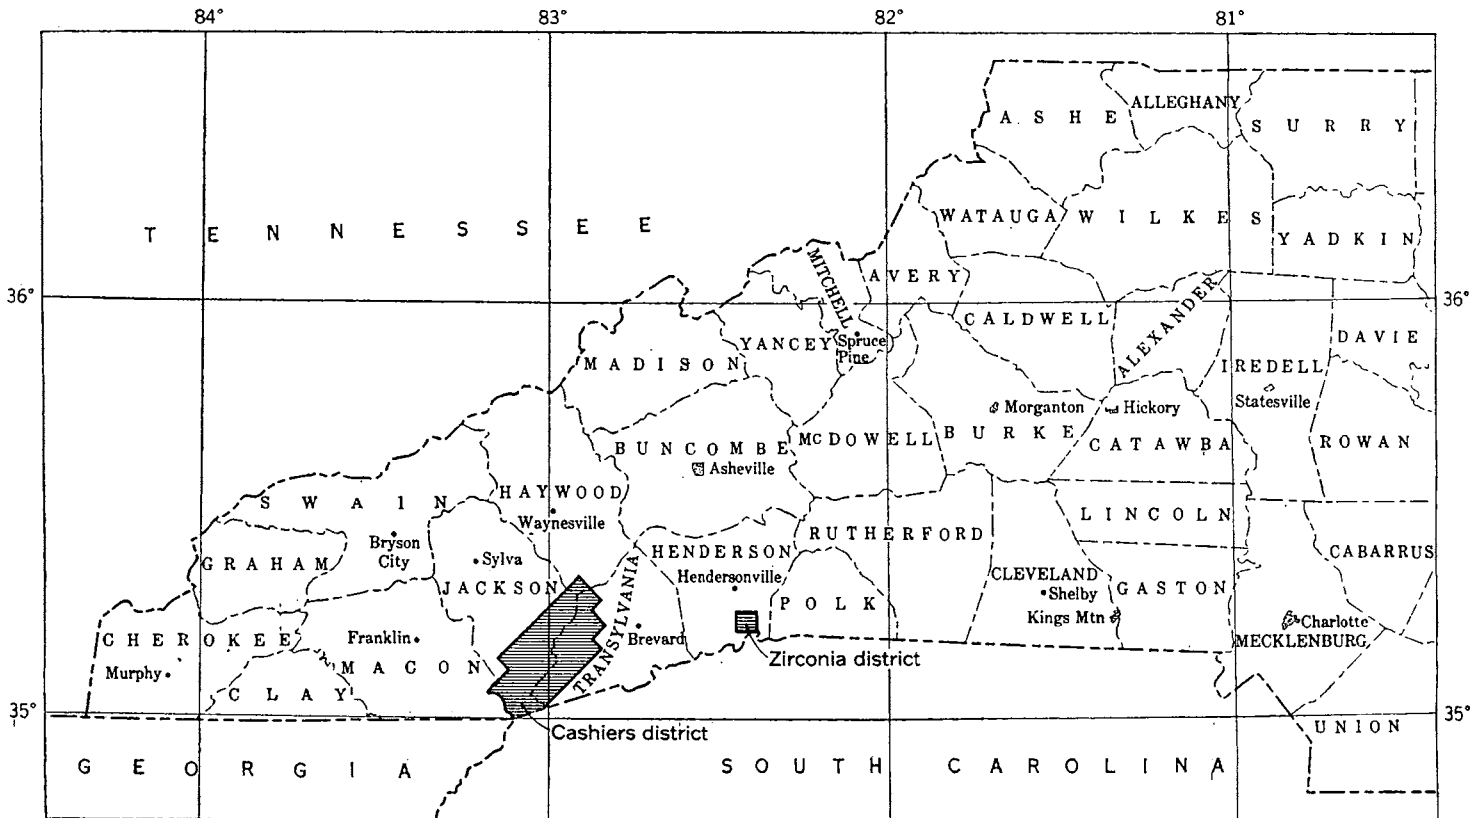 84° 83° 82° 81°
ALLEGHANY
ASHE
SURRY
WATAUGA WILKES
TENNESSEE
YADKIN
MITCHELL
AVERY
36° 36°
CALDWELL
ALEXANDER
DAVIE
YANCEY Spruce
Pine
MADISON
IREDELL
Statesville
Morganton Hickory
BUNCOMBE McDOWELL BURKE CATAWBA ROWAN
Asheville
SWAIN HAYWOOD
Waynesville
LINCOLN
RUTHERFORD
Bryson
City
HENDERSON
CABARRUS
GRAHAM
Sylva
JACKSON
TRANSYLVANIA
Hendersonville
CLEVELAND
Shelby
GASTON
POLK
Kings Mtn
Charlotte
MECKLENBURG
CHEROKEE
Franklin
Brevard
Murphy
MACON
Zirconia district
CLAY
35° 35°
Cashiers district
UNION
GEORGIA SOUTH CAROLINA